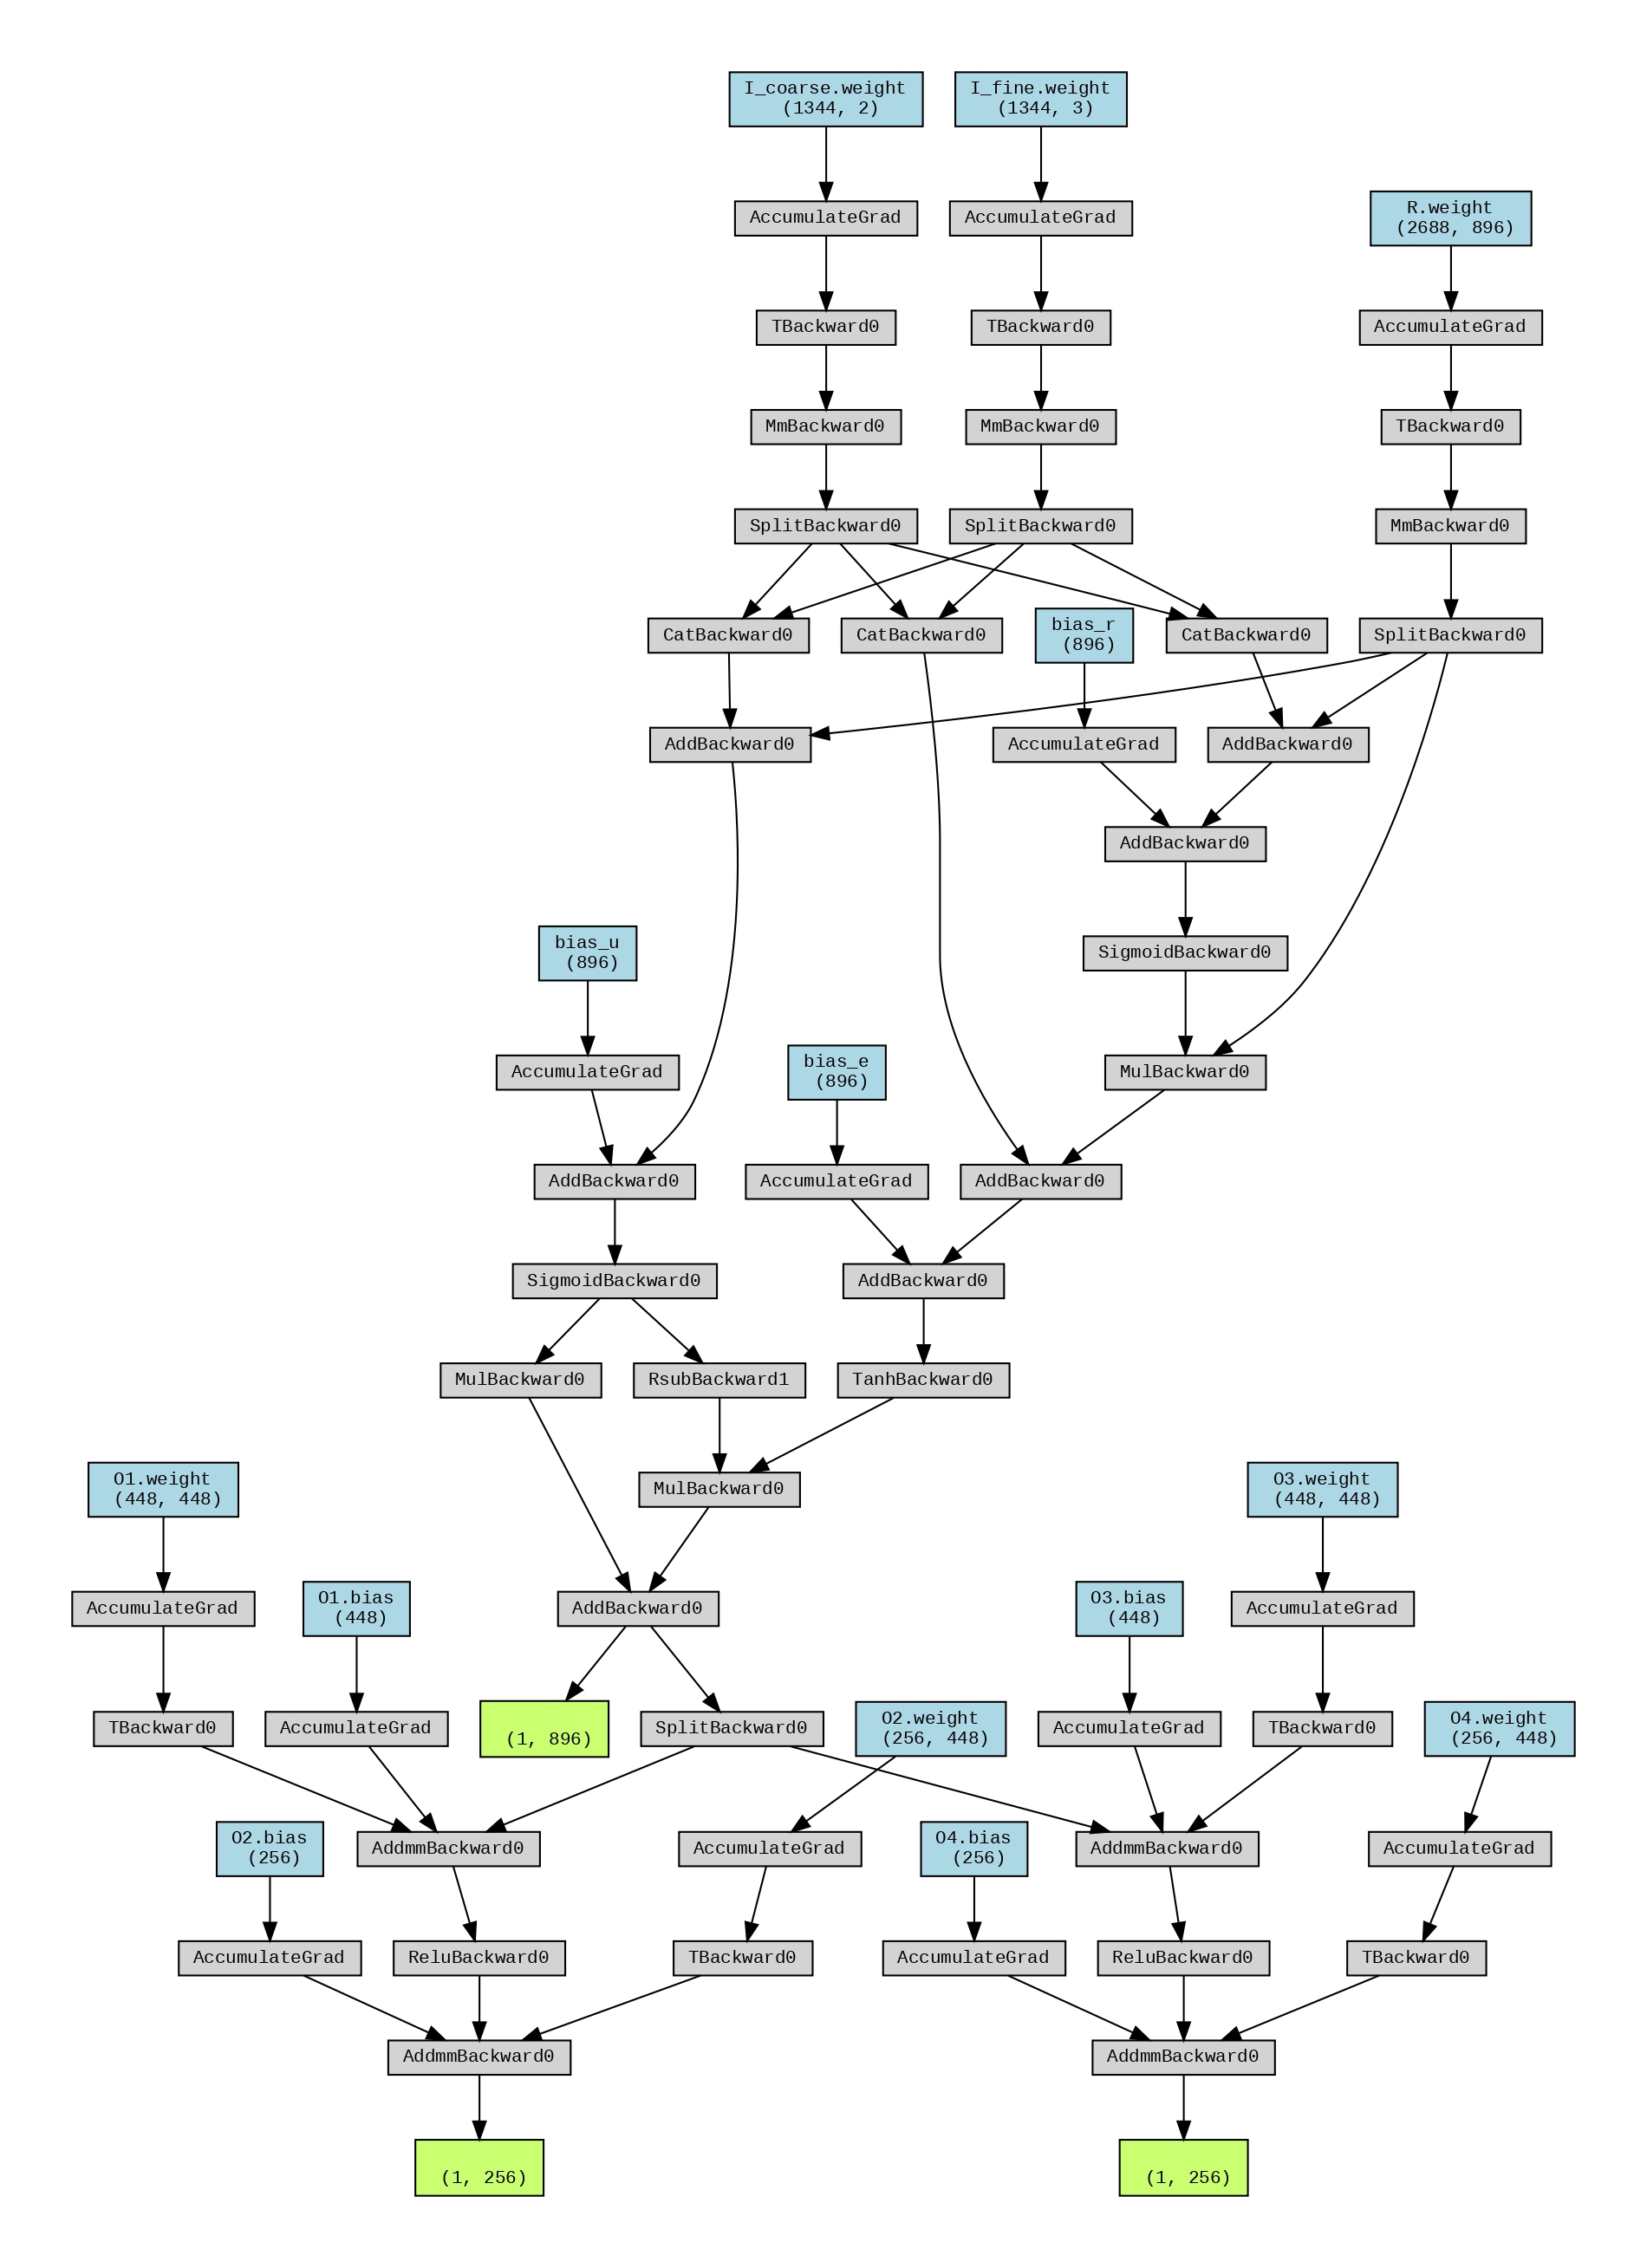 I_coarse.weight
(1344, 2)
I_fine.weight
(1344, 3)
AccumulateGrad
AccumulateGrad
R.weight
(2688, 896)
TBackward0
TBackward0
AccumulateGrad
MmBackward0
MmBackward0
TBackward0
SplitBackward0
SplitBackward0
MmBackward0
CatBackward0
CatBackward0
bias_r
(896)
CatBackward0
SplitBackward0
AddBackward0
AccumulateGrad
AddBackward0
AddBackward0
bias_u
(896)
SigmoidBackward0
AccumulateGrad
bias_e
(896)
MulBackward0
AddBackward0
AccumulateGrad
AddBackward0
SigmoidBackward0
AddBackward0
MulBackward0
RsubBackward1
TanhBackward0
O1.weight
(448, 448)
MulBackward0
O3.weight
(448, 448)
AccumulateGrad
O1.bias
(448)
AddBackward0
O3.bias
(448)
AccumulateGrad
TBackward0
AccumulateGrad
(1, 896)
SplitBackward0
O2.weight
(256, 448)
AccumulateGrad
TBackward0
O4.weight
(256, 448)
O2.bias
(256)
AddmmBackward0
AccumulateGrad
O4.bias
(256)
AddmmBackward0
AccumulateGrad
AccumulateGrad
ReluBackward0
TBackward0
AccumulateGrad
ReluBackward0
TBackward0
AddmmBackward0
AddmmBackward0
(1, 256)
(1, 256)